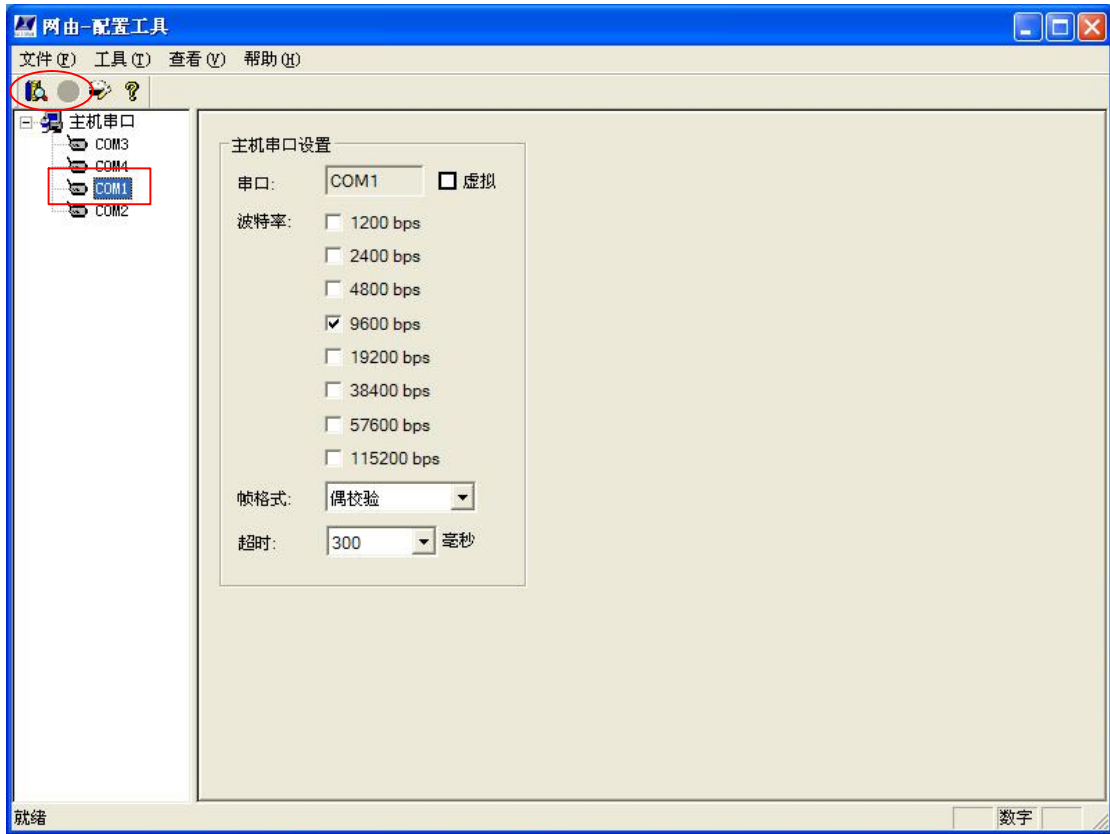 网由-配置工具
文件(F) 工具(T) 查看(V) 帮助(H)
主机串口
COM3
COM4
COM1
COM2
主机串口设置
串口: COM1 虚拟
波特率: 1200 bps
2400 bps
4800 bps
9600 bps
19200 bps
38400 bps
57600 bps
115200 bps
帧格式: 偶校验
超时: 300 毫秒
就绪 数字